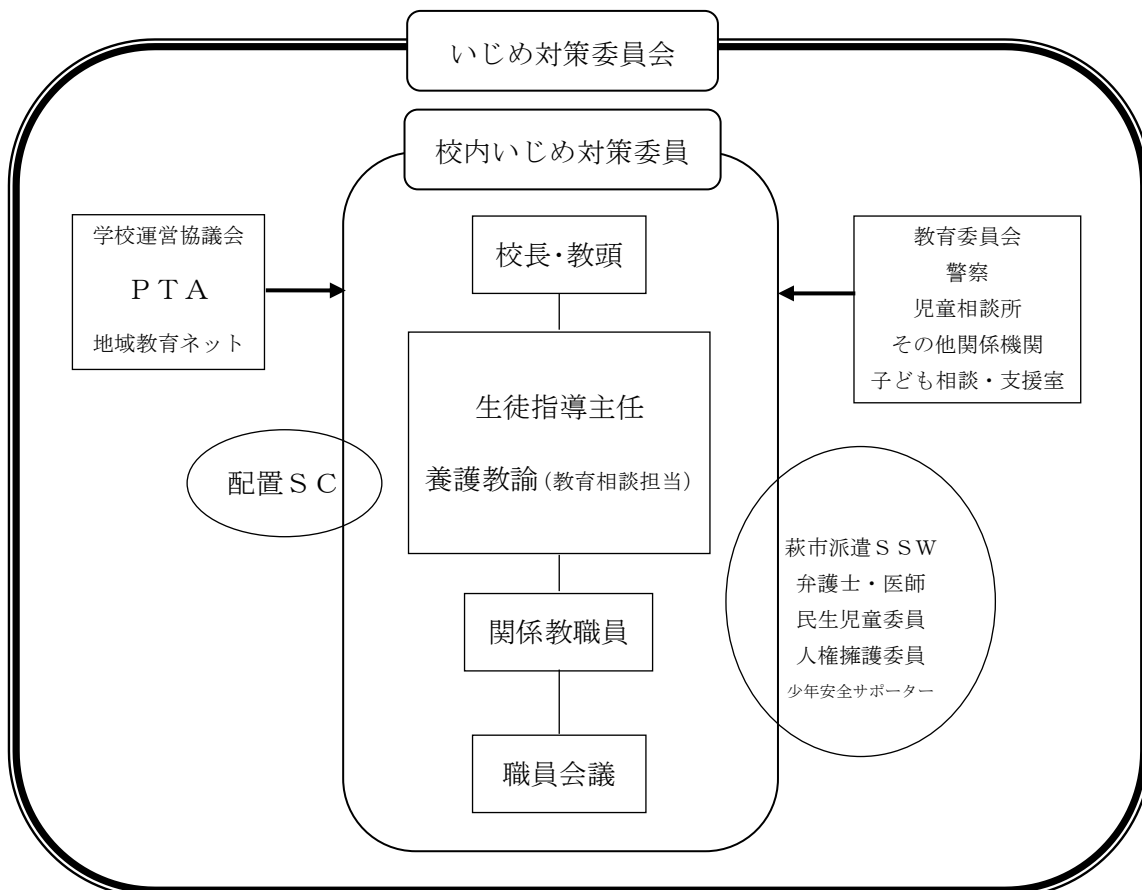 いじめ対策委員会
校内いじめ対策委員
学校運営協議会
ＰＴＡ
地域教育ネット
校長・教頭
教育委員会
警察
児童相談所
その他関係機関
子ども相談・支援室
生徒指導主任
養護教諭（教育相談担当）
配置ＳＣ
萩市派遣ＳＳＷ
弁護士・医師
民生児童委員
人権擁護委員
少年安全サポーター
関係教職員
職員会議